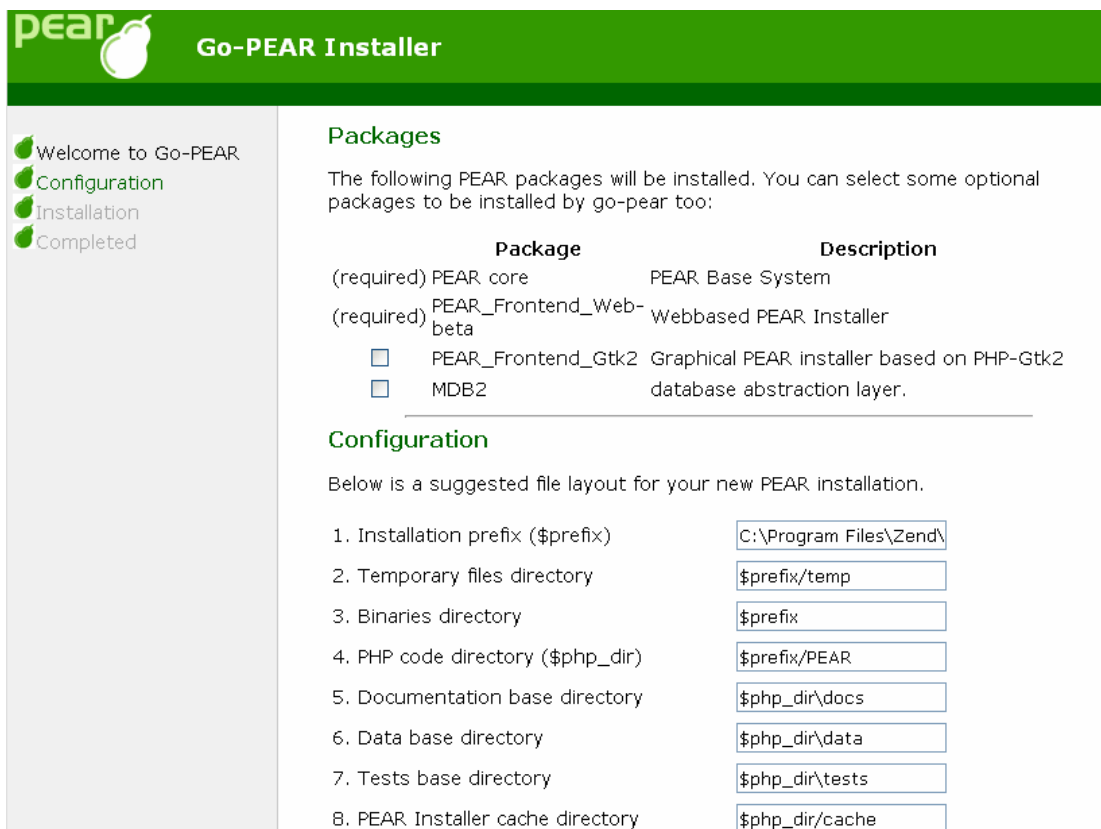 pear
Go-PEAR Installer
Welcome to Go-PEAR
Configuration
Installation
Completed
Packages
The following PEAR packages will be installed. You can select some optional
packages to be installed by go-pear too:
Package Description
(required) PEAR core PEAR Base System
(required) PEAR_Frontend_Web-
beta Webbased PEAR Installer
PEAR_Frontend_Gtk2 Graphical PEAR installer based on PHP-Gtk2
MDB2 database abstraction layer.
Configuration
Below is a suggested file layout for your new PEAR installation.
1. Installation prefix ($prefix) C:\Program Files\Zend\
2. Temporary files directory $prefix/temp
3. Binaries directory $prefix
4. PHP code directory ($php_dir) $prefix/PEAR
5. Documentation base directory $php_dir\docs
6. Data base directory $php_dir\data
7. Tests base directory $php_dir\tests
8. PEAR Installer cache directory $php_dir/cache